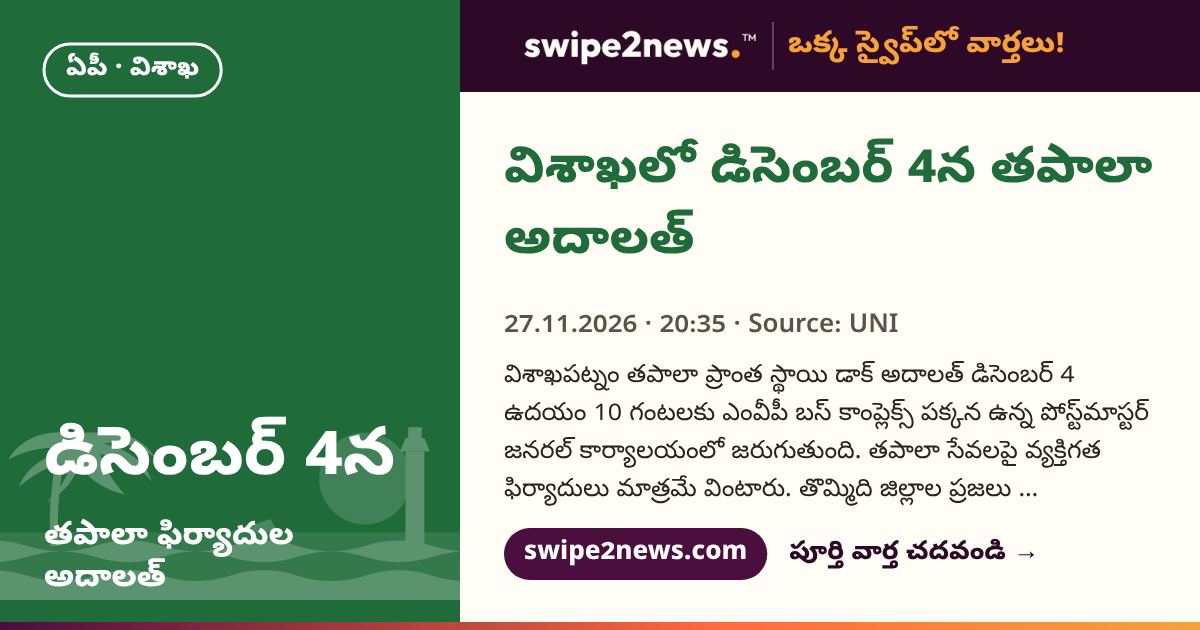 ఏపీ · విశాఖ
డిసెంబర్ 4న
తపాలా ఫిర్యాదుల
అదాలత్
swipe2news.™ ఒక్క స్వైప్‌లో వార్తలు!
విశాఖలో డిసెంబర్ 4న తపాలా
అదాలత్
27.11.2026 · 20:35 · Source: UNI
విశాఖపట్నం తపాలా ప్రాంత స్థాయి డాక్ అదాలత్ డిసెంబర్ 4
ఉదయం 10 గంటలకు ఎంవీపీ బస్ కాంప్లెక్స్ పక్కన ఉన్న పోస్ట్‌మాస్టర్
జనరల్ కార్యాలయంలో జరుగుతుంది. తపాలా సేవలపై వ్యక్తిగత
ఫిర్యాదులు మాత్రమే వింటారు. తొమ్మిది జిల్లాల ప్రజలు ...
swipe2news.com పూర్తి వార్త చదవండి →